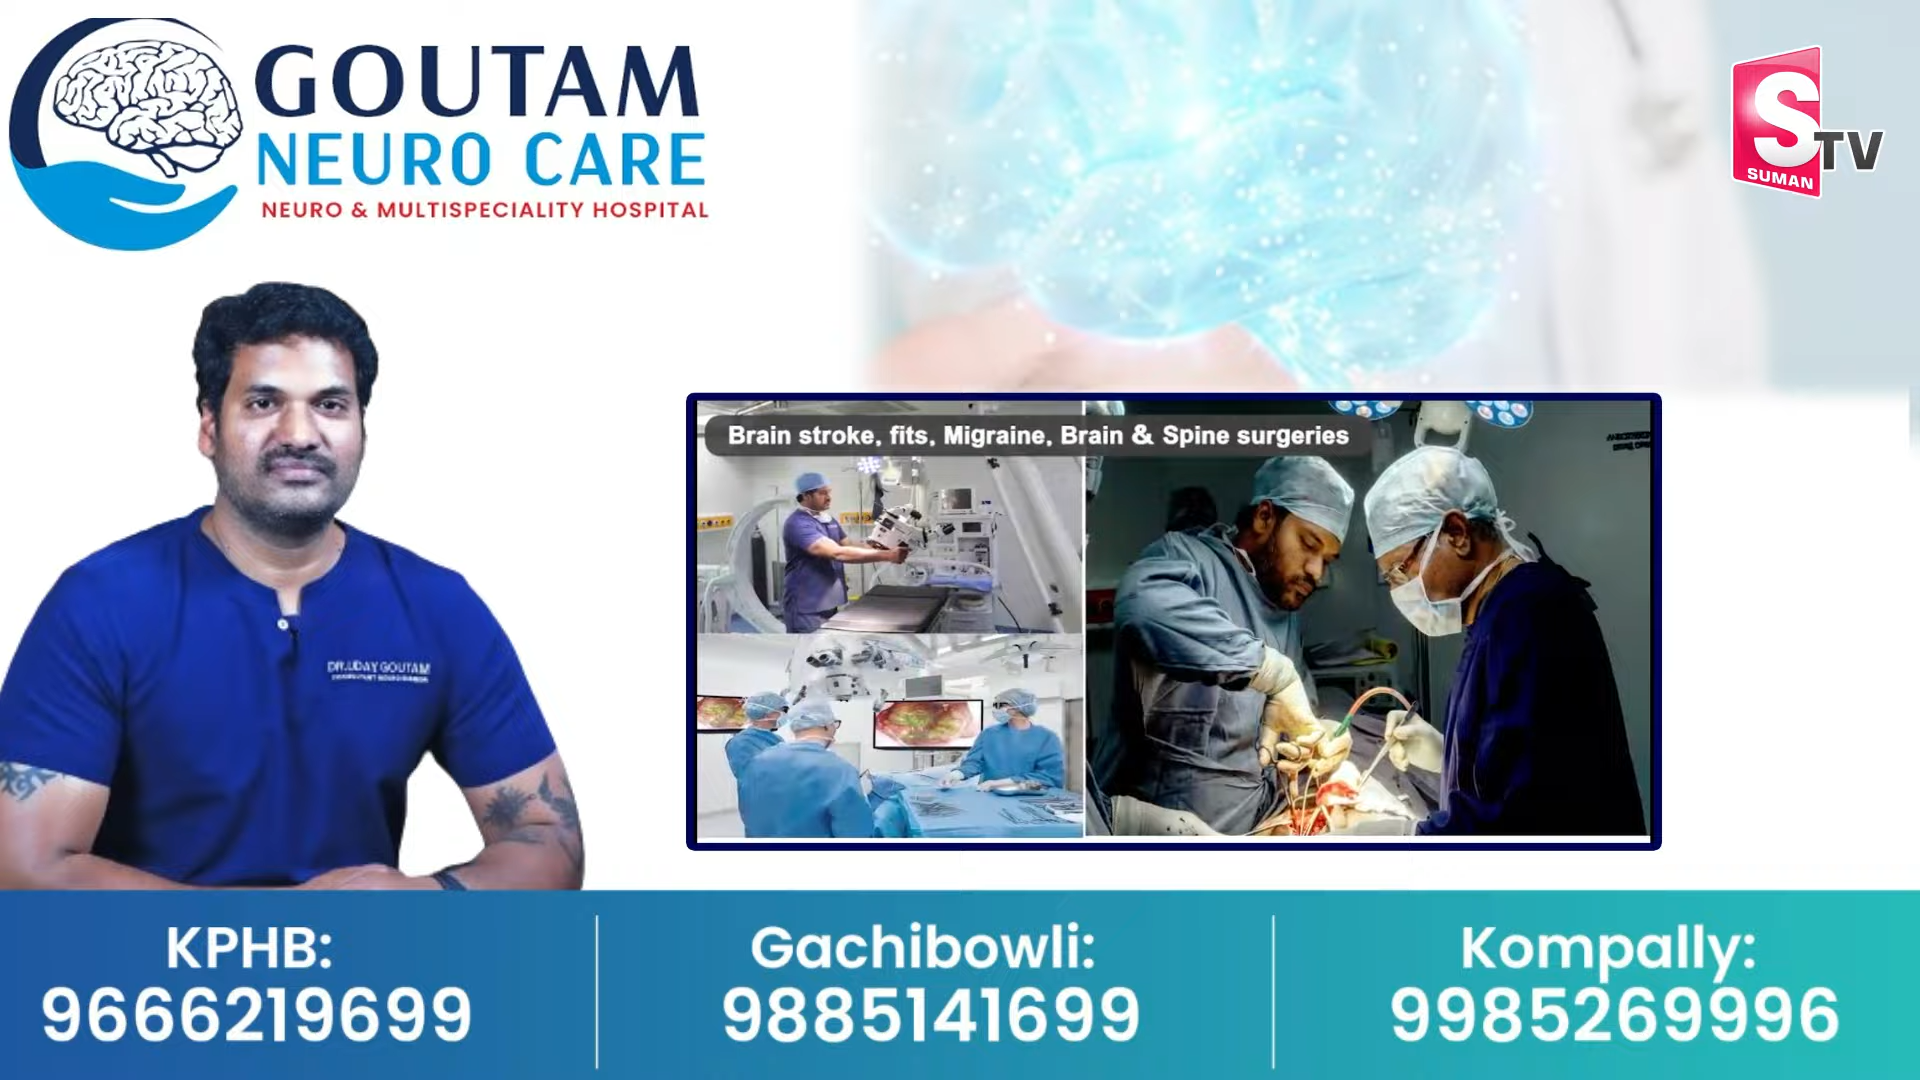 GOUTAM
NEURO CARE
NEURO & MULTISPECIALITY HOSPITAL
S
TV
SUMAN
Brain stroke, fits, Migraine, Brain & Spine surgeries
DR.UDAY GOUTAM
KPHB:
9666219699
Gachibowli:
9885141699
Kompally:
9985269996